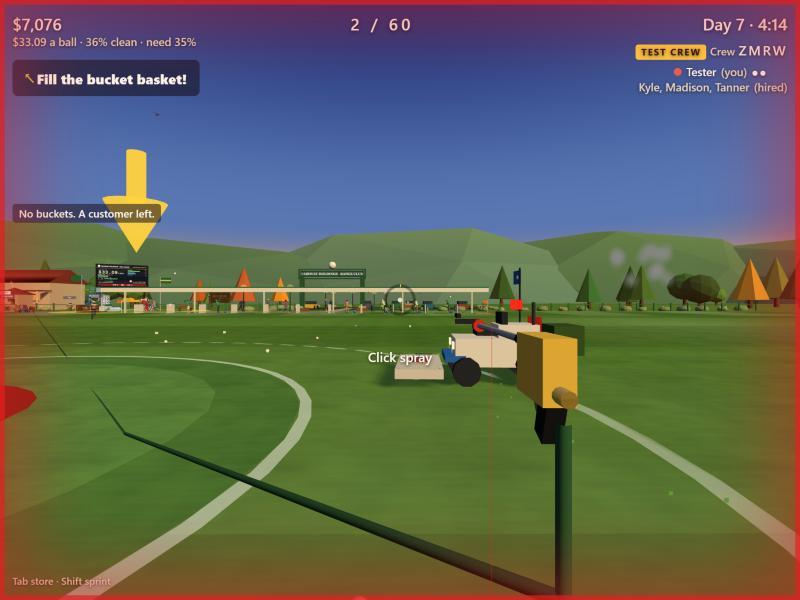 $7,076
$33.09 a ball · 36% clean · need 35%
↖Fill the bucket basket!
No buckets. A customer left.
2 / 60
Day 7 · 4:14
TEST CREW Crew ZMRW
Tester (you)
Kyle, Madison, Tanner (hired)
Click spray
Tab store · Shift sprint